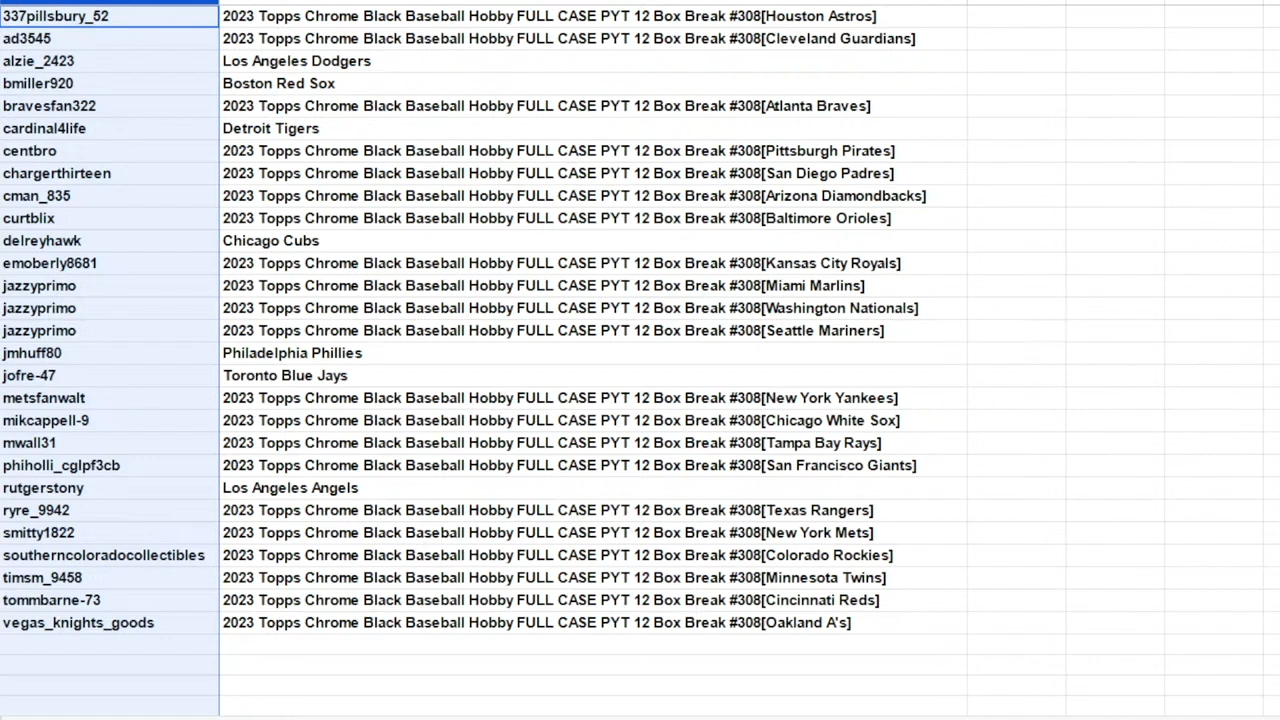 337pillsbury_52 2023 Topps Chrome Black Baseball Hobby FULL CASE PYT 12 Box Break #308[Houston Astros]
ad3545 2023 Topps Chrome Black Baseball Hobby FULL CASE PYT 12 Box Break #308[Cleveland Guardians]
alzie_2423 Los Angeles Dodgers
bmiller920 Boston Red Sox
bravesfan322 2023 Topps Chrome Black Baseball Hobby FULL CASE PYT 12 Box Break #308[Atlanta Braves]
cardinal4life Detroit Tigers
centbro 2023 Topps Chrome Black Baseball Hobby FULL CASE PYT 12 Box Break #308[Pittsburgh Pirates]
chargerthirteen 2023 Topps Chrome Black Baseball Hobby FULL CASE PYT 12 Box Break #308[San Diego Padres]
cman_835 2023 Topps Chrome Black Baseball Hobby FULL CASE PYT 12 Box Break #308[Arizona Diamondbacks]
curtblix 2023 Topps Chrome Black Baseball Hobby FULL CASE PYT 12 Box Break #308[Baltimore Orioles]
delreyhawk Chicago Cubs
emoberly8681 2023 Topps Chrome Black Baseball Hobby FULL CASE PYT 12 Box Break #308[Kansas City Royals]
jazzyprimo 2023 Topps Chrome Black Baseball Hobby FULL CASE PYT 12 Box Break #308[Miami Marlins]
jazzyprimo 2023 Topps Chrome Black Baseball Hobby FULL CASE PYT 12 Box Break #308[Washington Nationals]
jazzyprimo 2023 Topps Chrome Black Baseball Hobby FULL CASE PYT 12 Box Break #308[Seattle Mariners]
jmhuff80 Philadelphia Phillies
jofre-47 Toronto Blue Jays
metsfanwalt 2023 Topps Chrome Black Baseball Hobby FULL CASE PYT 12 Box Break #308[New York Yankees]
mikcappell-9 2023 Topps Chrome Black Baseball Hobby FULL CASE PYT 12 Box Break #308[Chicago White Sox]
mwall31 2023 Topps Chrome Black Baseball Hobby FULL CASE PYT 12 Box Break #308[Tampa Bay Rays]
phiholli_cglpf3cb 2023 Topps Chrome Black Baseball Hobby FULL CASE PYT 12 Box Break #308[San Francisco Giants]
rutgerstony Los Angeles Angels
ryre_9942 2023 Topps Chrome Black Baseball Hobby FULL CASE PYT 12 Box Break #308[Texas Rangers]
smitty1822 2023 Topps Chrome Black Baseball Hobby FULL CASE PYT 12 Box Break #308[New York Mets]
southerncoloradocollectibles 2023 Topps Chrome Black Baseball Hobby FULL CASE PYT 12 Box Break #308[Colorado Rockies]
timsm_9458 2023 Topps Chrome Black Baseball Hobby FULL CASE PYT 12 Box Break #308[Minnesota Twins]
tommbarne-73 2023 Topps Chrome Black Baseball Hobby FULL CASE PYT 12 Box Break #308[Cincinnati Reds]
vegas_knights_goods 2023 Topps Chrome Black Baseball Hobby FULL CASE PYT 12 Box Break #308[Oakland A's]